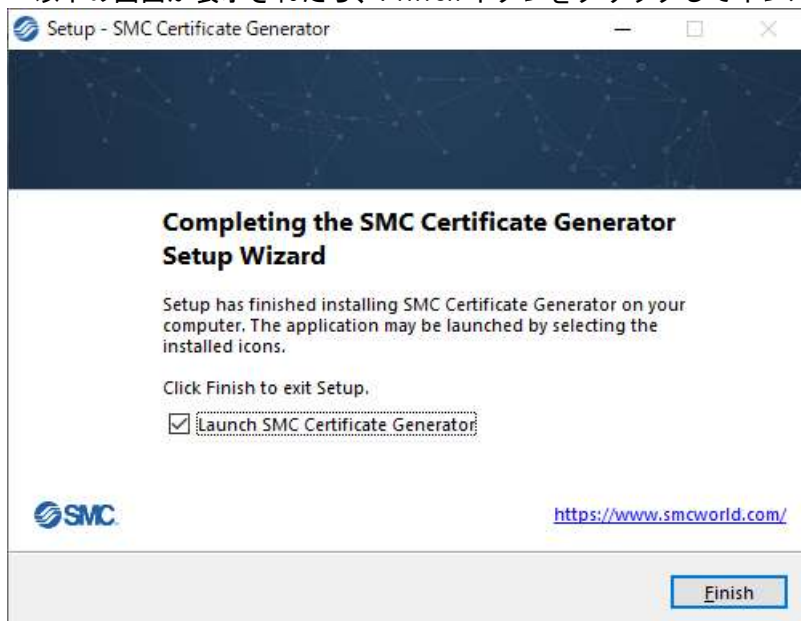 Setup - SMC Certificate Generator
Completing the SMC Certificate Generator
Setup Wizard
Setup has finished installing SMC Certificate Generator on your
computer. The application may be launched by selecting the
installed icons.
Click Finish to exit Setup.
Launch SMC Certificate Generator
SMC.
https://www.smcworld.com/
Finish